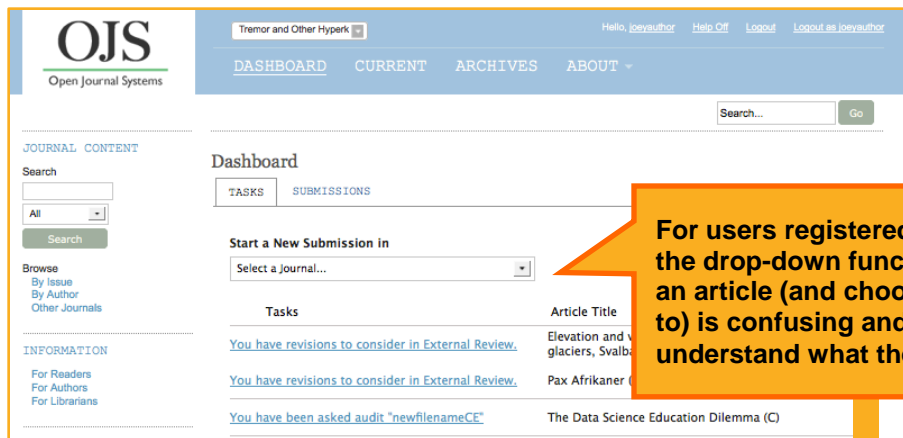 OJS
Open Journal Systems
Tremor and Other Hyperk
Hello, joeyauthor Help Off Logout Logout as joeyauthor
DASHBOARD CURRENT ARCHIVES ABOUT
Search... Go
JOURNAL CONTENT
Search
All
Search
Browse
By Issue
By Author
Other Journals
INFORMATION
For Readers
For Authors
For Librarians
Dashboard
TASKS SUBMISSIONS
Start a New Submission in
Select a Journal...
Tasks Article Title
You have revisions to consider in External Review. Elevation and
glaciers, Svalb
You have revisions to consider in External Review. Pax Afrikaner
You have been asked audit "newfilenameCE" The Data Science Education Dilemma (C)
For users registered
the drop-down func
an article (and choo
to) is confusing and
understand what the